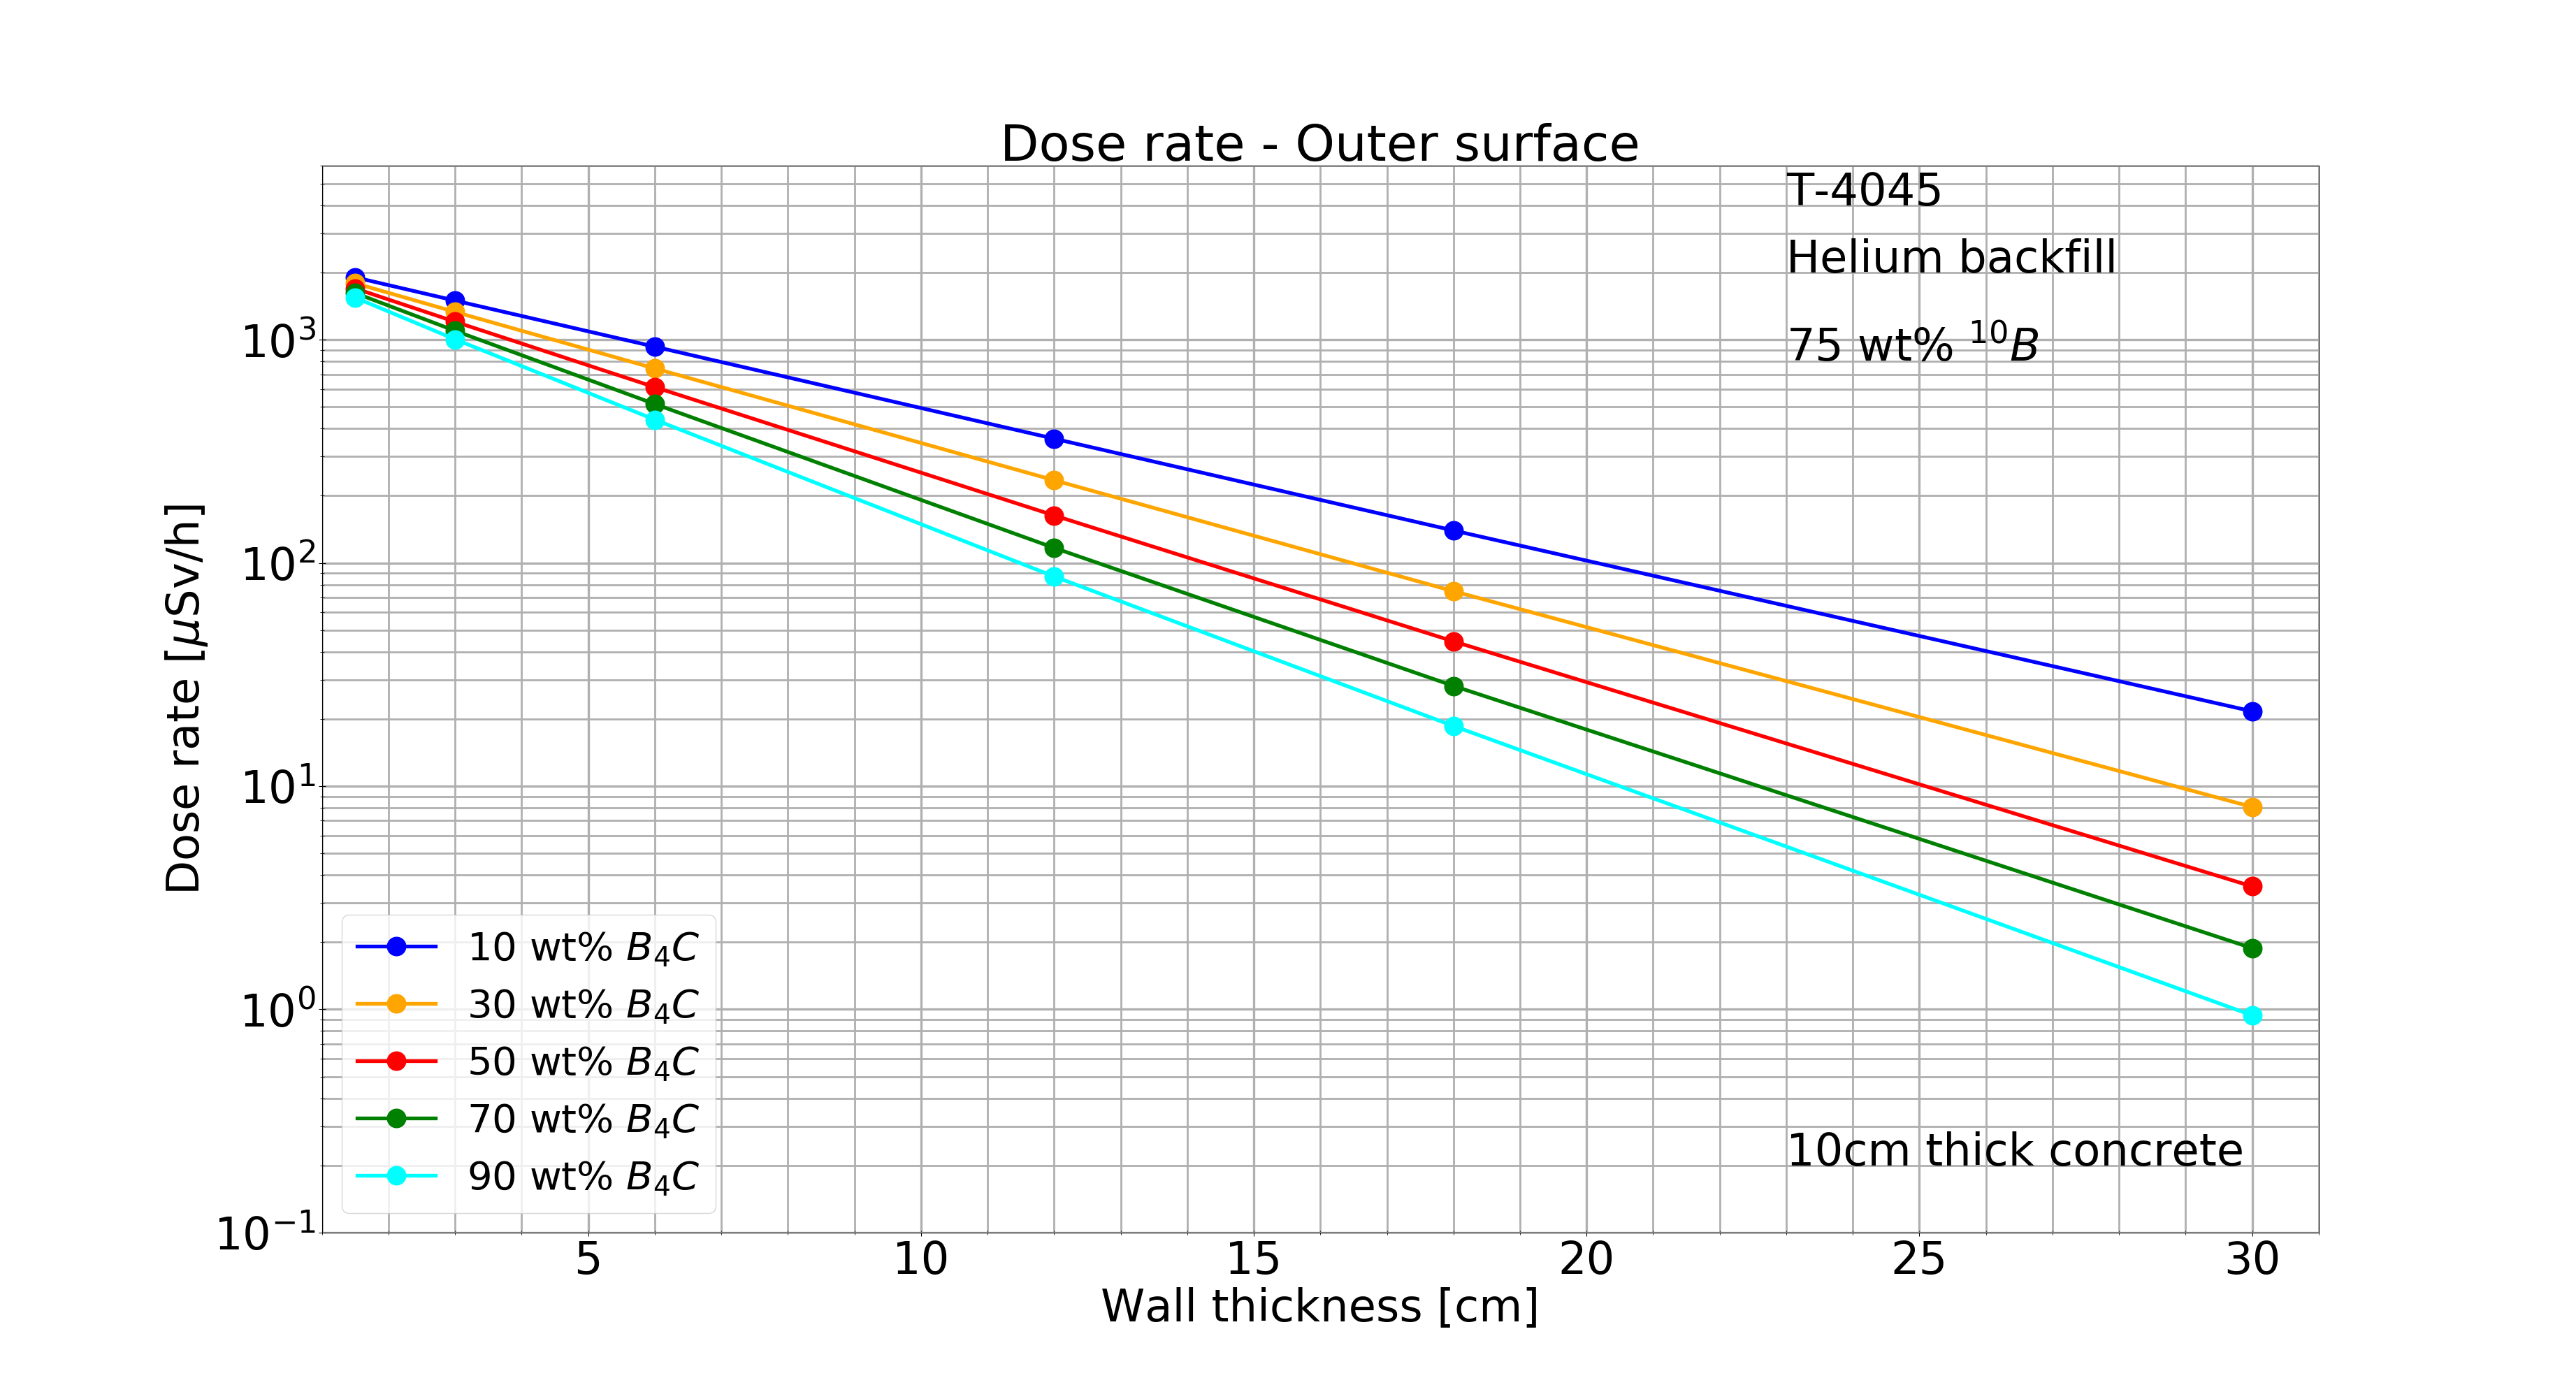 Dose rate - Outer surface
T-4045
Helium backfill
75 wt% ¹⁰B
Dose rate [μSv/h]
10³
10²
10¹
10⁰
10⁻¹
10 wt% B₄C
30 wt% B₄C
50 wt% B₄C
70 wt% B₄C
90 wt% B₄C
10cm thick concrete
5 10 15 20 25 30
Wall thickness [cm]